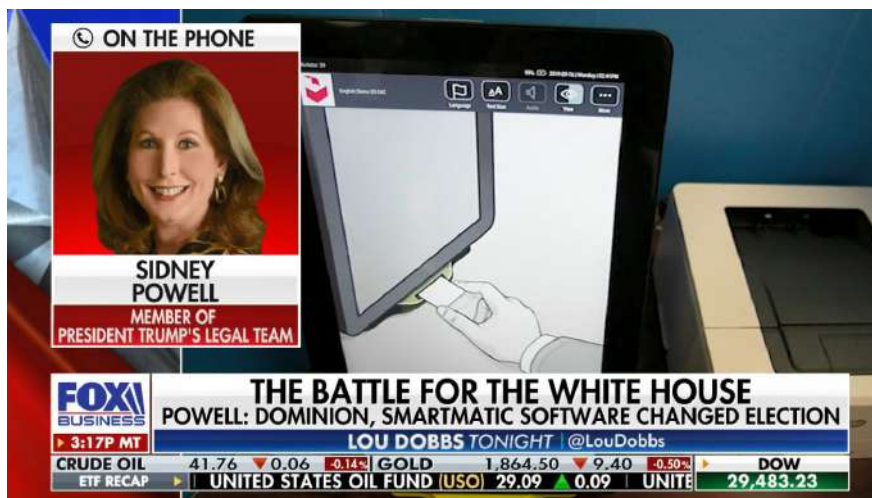 ON THE PHONE
SIDNEY
POWELL
MEMBER OF
PRESIDENT TRUMP'S LEGAL TEAM
Language
Text Size
Audio
View
More
FOX
BUSINESS
3:17P MT
THE BATTLE FOR THE WHITE HOUSE
POWELL: DOMINION, SMARTMATIC SOFTWARE CHANGED ELECTION
LOU DOBBS TONIGHT @LouDobbs
CRUDE OIL 41.76 ▼0.06 -0.14% GOLD 1,864.50 ▼9.40 -0.50% DOW
ETF RECAP UNITED STATES OIL FUND (USO) 29.09 ▲0.09 UNITE 29,483.23